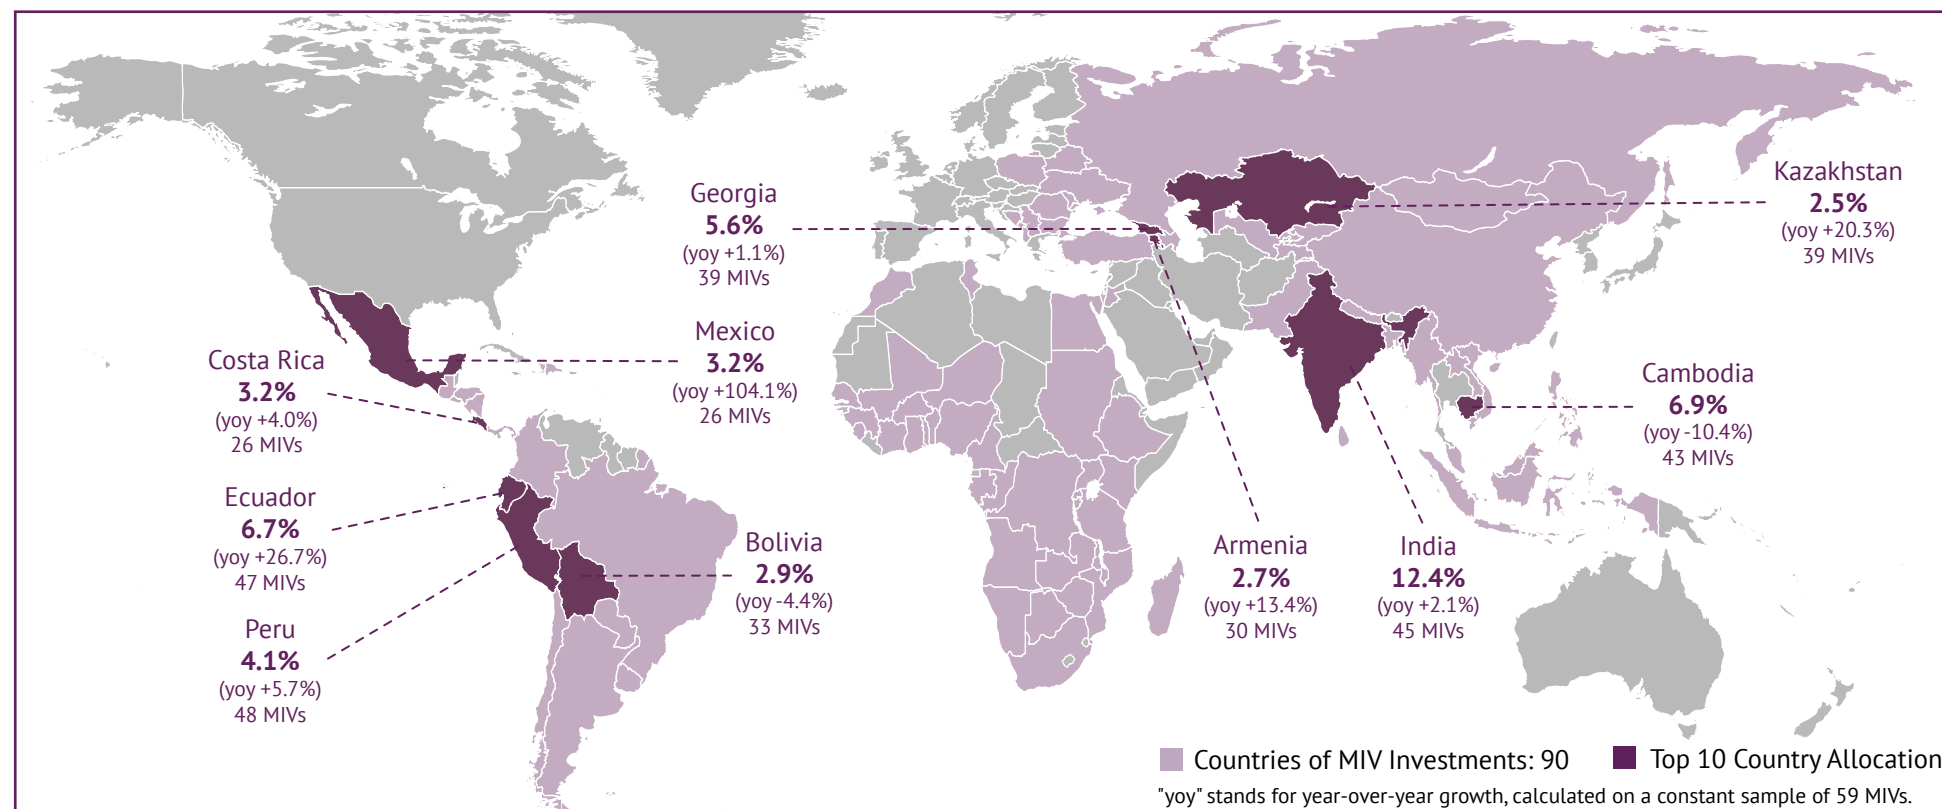 Georgia
5.6%
(yoy +1.1%)
39 MIVs
Kazakhstan
2.5%
(yoy +20.3%)
39 MIVs
Mexico
3.2%
(yoy +104.1%)
26 MIVs
Costa Rica
3.2%
(yoy +4.0%)
26 MIVs
Cambodia
6.9%
(yoy -10.4%)
43 MIVs
Ecuador
6.7%
(yoy +26.7%)
47 MIVs
Bolivia
2.9%
(yoy -4.4%)
33 MIVs
Armenia
2.7%
(yoy +13.4%)
30 MIVs
India
12.4%
(yoy +2.1%)
45 MIVs
Peru
4.1%
(yoy +5.7%)
48 MIVs
Countries of MIV Investments: 90
Top 10 Country Allocation
"yoy" stands for year-over-year growth, calculated on a constant sample of 59 MIVs.